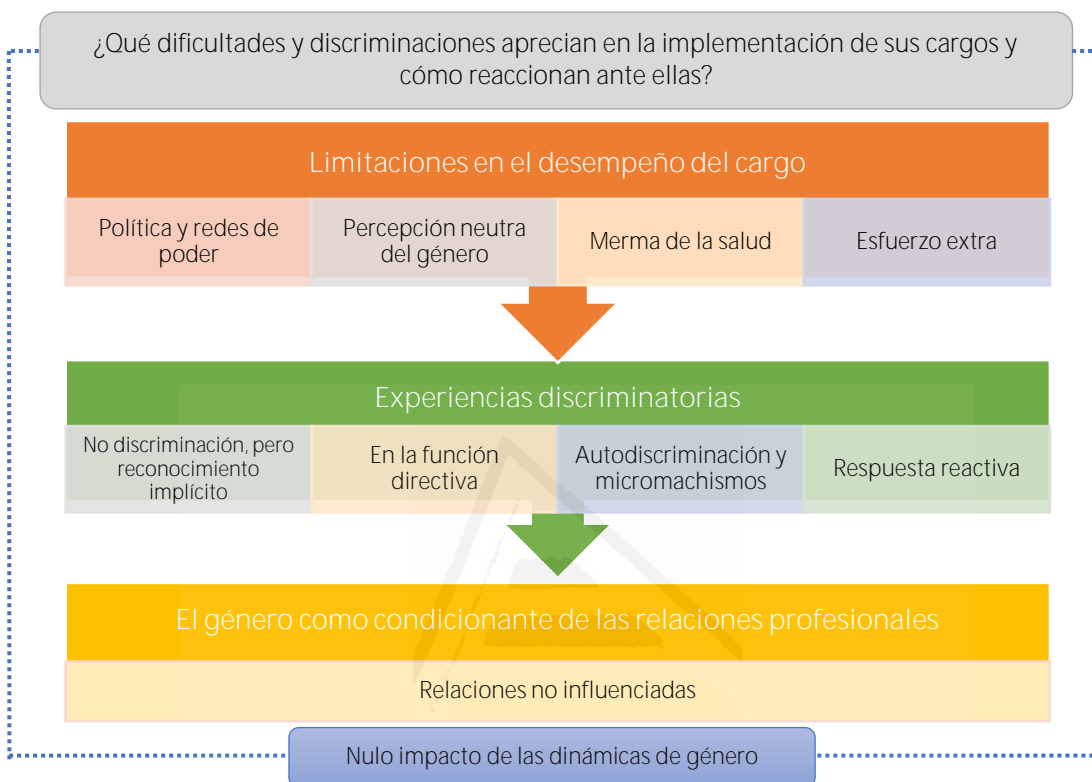 ¿Qué dificultades y discriminaciones aprecian en la implementación de sus cargos y
cómo reaccionan ante ellas?
Limitaciones en el desempeño del cargo
Política y redes de
poder
Percepción neutra
del género
Merma de la salud
Esfuerzo extra
Experiencias discriminatorias
No discriminación, pero
reconocimiento
implícito
En la función
directiva
Autodiscriminación y
micromachismos
Respuesta reactiva
El género como condicionante de las relaciones profesionales
Relaciones no influenciadas
Nulo impacto de las dinámicas de género